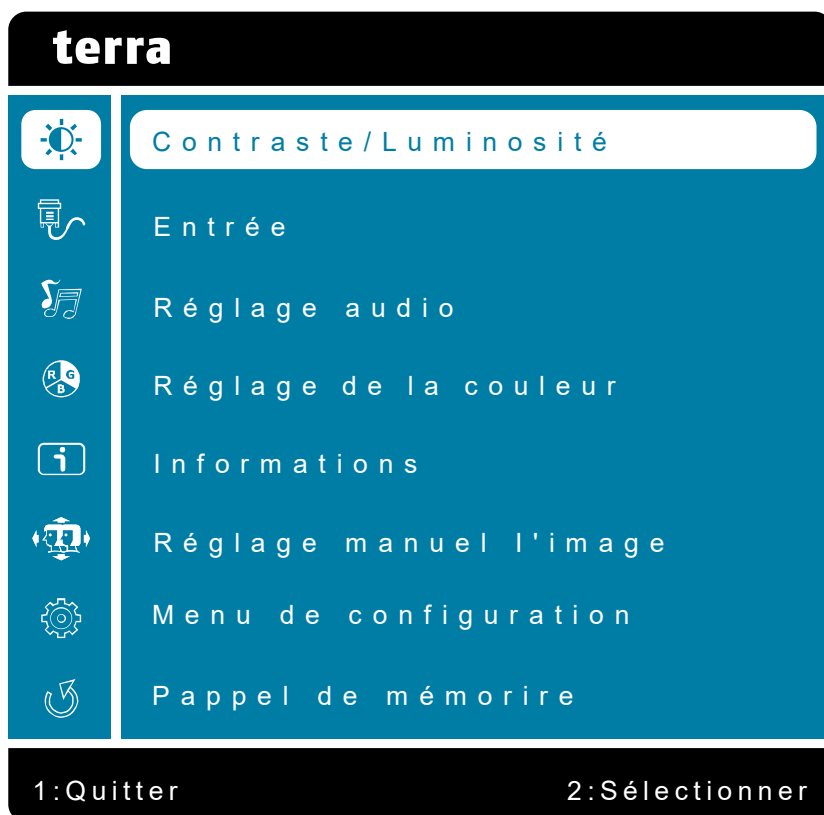 terra
Contraste/Luminosité
Entrée
Réglage audio
R G B
Réglage de la couleur
i
Informations
Réglage manuel l'image
Menu de configuration
Pappel de mémorire
1:Quitter 2:Sélectionner